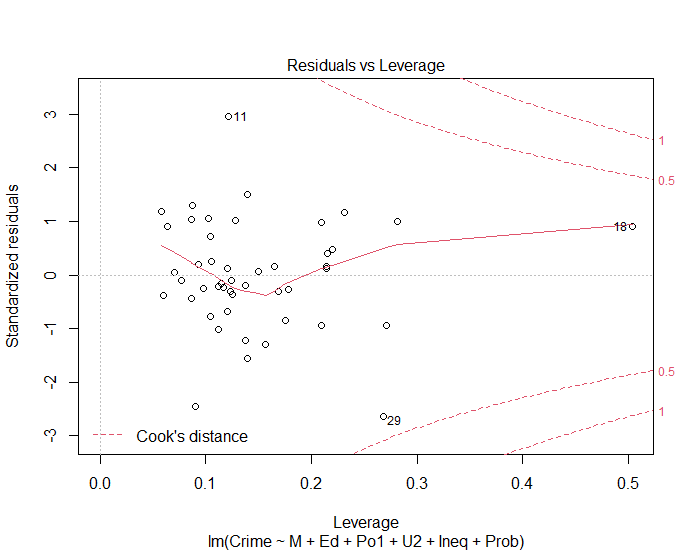 Residuals vs Leverage
Standardized residuals
3
2
1
0
-1
-2
-3
11
18
29
1
0.5
0.5
1
Cook's distance
0.0 0.1 0.2 0.3 0.4 0.5
Leverage
lm(Crime ~ M + Ed + Po1 + U2 + Ineq + Prob)